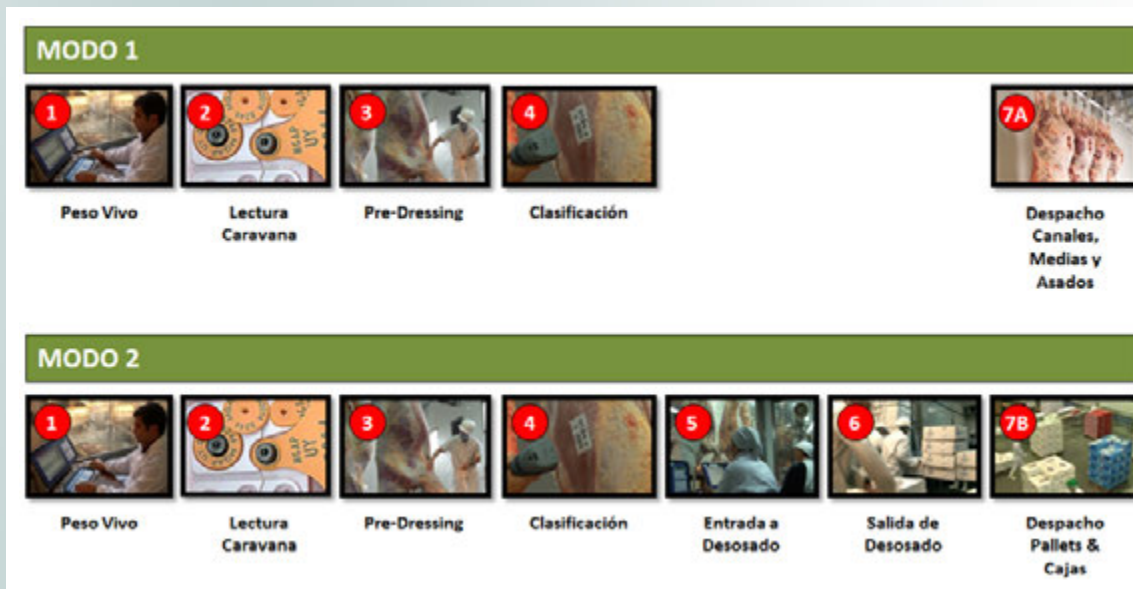 MODO 1
1
2
3
4
7A
Peso Vivo
Lectura
Caravana
Pre-Dressing
Clasificación
Despacho
Canales,
Medias y
Asados
MODO 2
1
2
3
4
5
6
7B
Peso Vivo
Lectura
Caravana
Pre-Dressing
Clasificación
Entrada a
Desosado
Salida de
Desosado
Despacho
Pallets &
Cajas